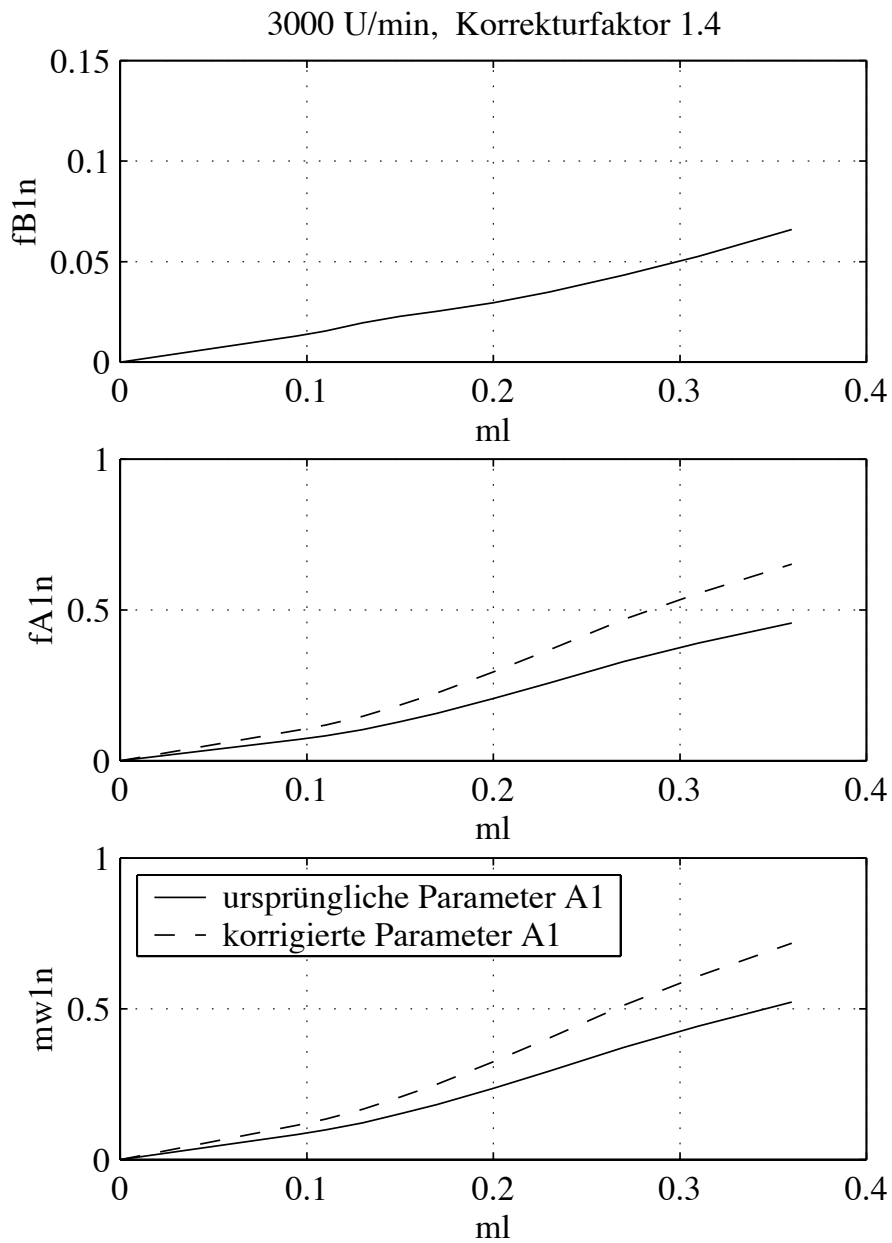 3000 U/min, Korrekturfaktor 1.4
0.15
0.1
0.05
0
fB1n
0 0.1 0.2 0.3 0.4
ml
1
0.5
0
fA1n
0 0.1 0.2 0.3 0.4
ml
1
0.5
0
mw1n
ursprüngliche Parameter A1
korrigierte Parameter A1
0 0.1 0.2 0.3 0.4
ml